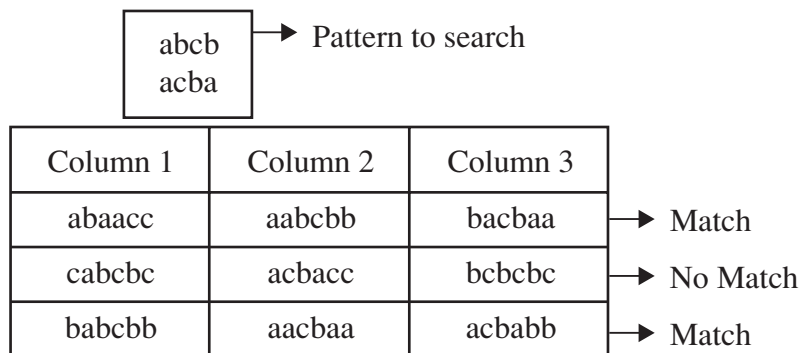 abcb
acba
Pattern to search
Column 1 Column 2 Column 3
abaacc aabcbb bacbaa Match
cabcbc acbacc bcbcbc No Match
babcbb aacbaa acbabb Match